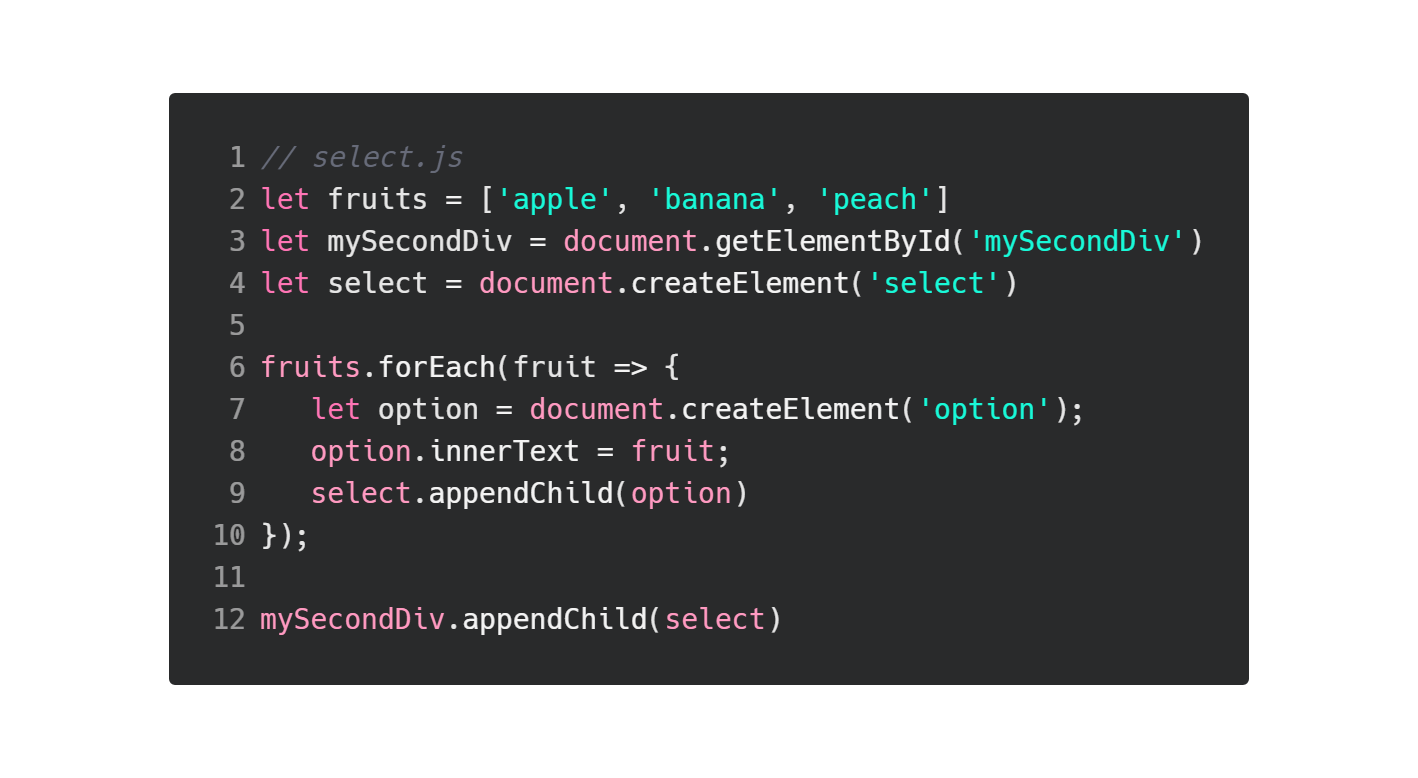 1 // select.js
2 let fruits = ['apple', 'banana', 'peach']
3 let mySecondDiv = document.getElementById('mySecondDiv')
4 let select = document.createElement('select')
5
6 fruits.forEach(fruit => {
7    let option = document.createElement('option');
8    option.innerText = fruit;
9    select.appendChild(option)
10 });
11
12 mySecondDiv.appendChild(select)